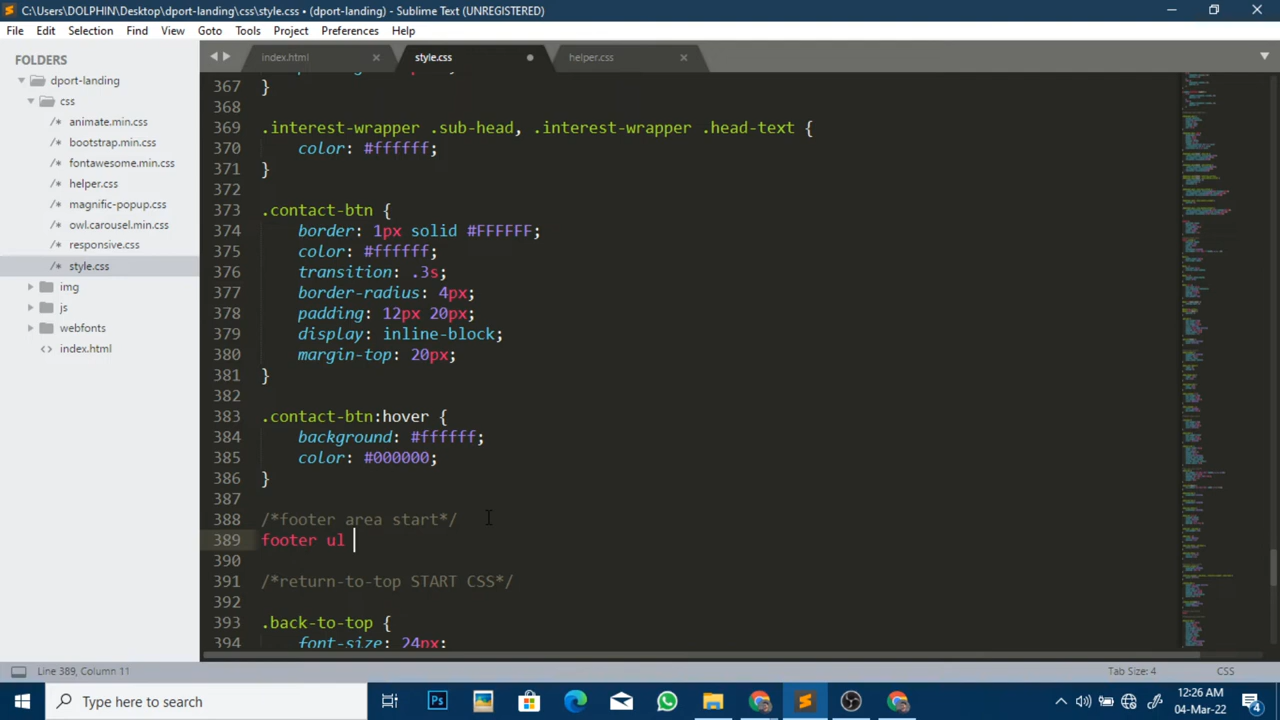 C:\Users\DOLPHIN\Desktop\dport-landing\css\style.css • (dport-landing) - Sublime Text (UNREGISTERED)
File Edit Selection Find View Goto Tools Project Preferences Help
FOLDERS
dport-landing
css
/* animate.min.css
/* bootstrap.min.css
/* fontawesome.min.css
/* helper.css
/* magnific-popup.css
/* owl.carousel.min.css
/* responsive.css
/* style.css
img
js
webfonts
<> index.html
index.html style.css helper.css
367 }
368
369 .interest-wrapper .sub-head, .interest-wrapper .head-text {
370 color: #ffffff;
371 }
372
373 .contact-btn {
374 border: 1px solid #FFFFFF;
375 color: #ffffff;
376 transition: .3s;
377 border-radius: 4px;
378 padding: 12px 20px;
379 display: inline-block;
380 margin-top: 20px;
381 }
382
383 .contact-btn:hover {
384 background: #ffffff;
385 color: #000000;
386 }
387
388 /*footer area start*/
389 footer ul
390
391 /*return-to-top START CSS*/
392
393 .back-to-top {
394 font-size: 24px;
Line 389, Column 11 Tab Size: 4 CSS
Type here to search
Ps
12:26 AM
04-Mar-22
4